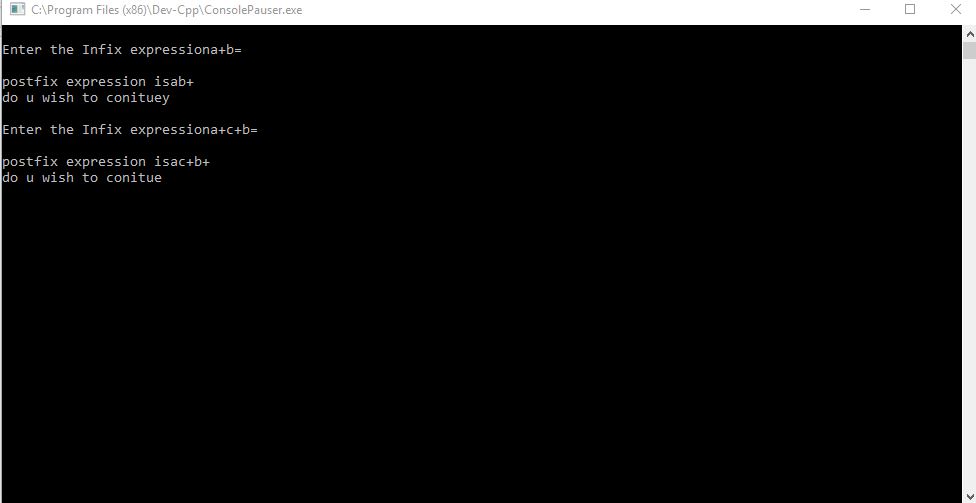 C:\Program Files (x86)\Dev-Cpp\ConsolePauser.exe
Enter the Infix expressiona+b=
postfix expression isab+
do u wish to conituey
Enter the Infix expressiona+c+b=
postfix expression isac+b+
do u wish to conitue